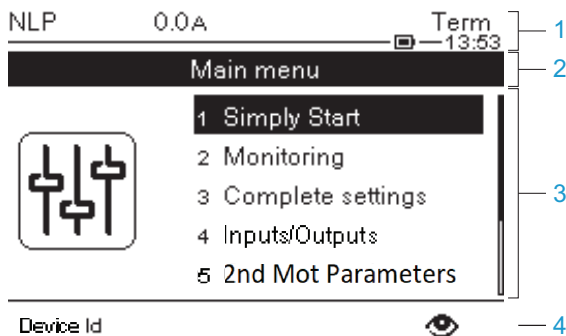 NLP 0.0A Term
13:53 1
Main menu 2
1 Simply Start
2 Monitoring
3 Complete settings 3
4 Inputs/Outputs
5 2nd Mot Parameters
Device Id 4